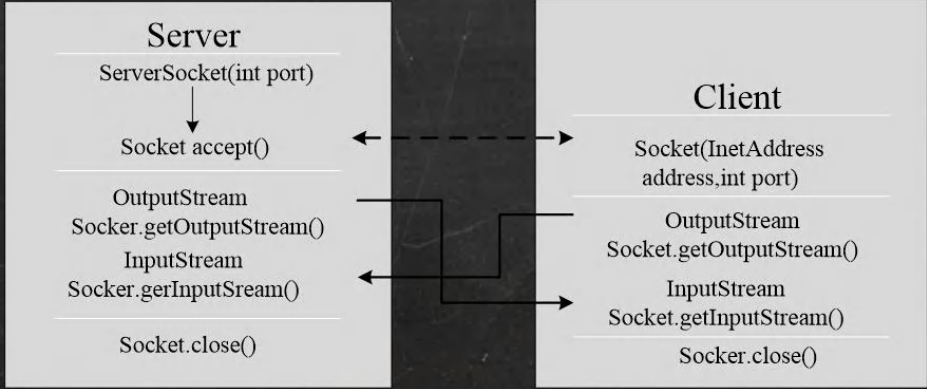 Server
ServerSocket(int port)
Socket accept()
OutputStream
Socker.getOutputStream()
InputStream
Socker.gerInputSream()
Socket.close()
Client
Socket(InetAddress
address,int port)
OutputStream
Socket.getOutputStream()
InputStream
Socket.getInputStream()
Socker.close()